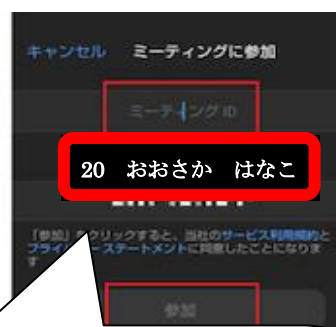 キャンセル ミーティングに参加
ミーティング ID
20 おおさか はなこ
「参加」をクリックすると、当社のサービス利用規約と
プライバシーステートメントに同意したことになりま
す
参加